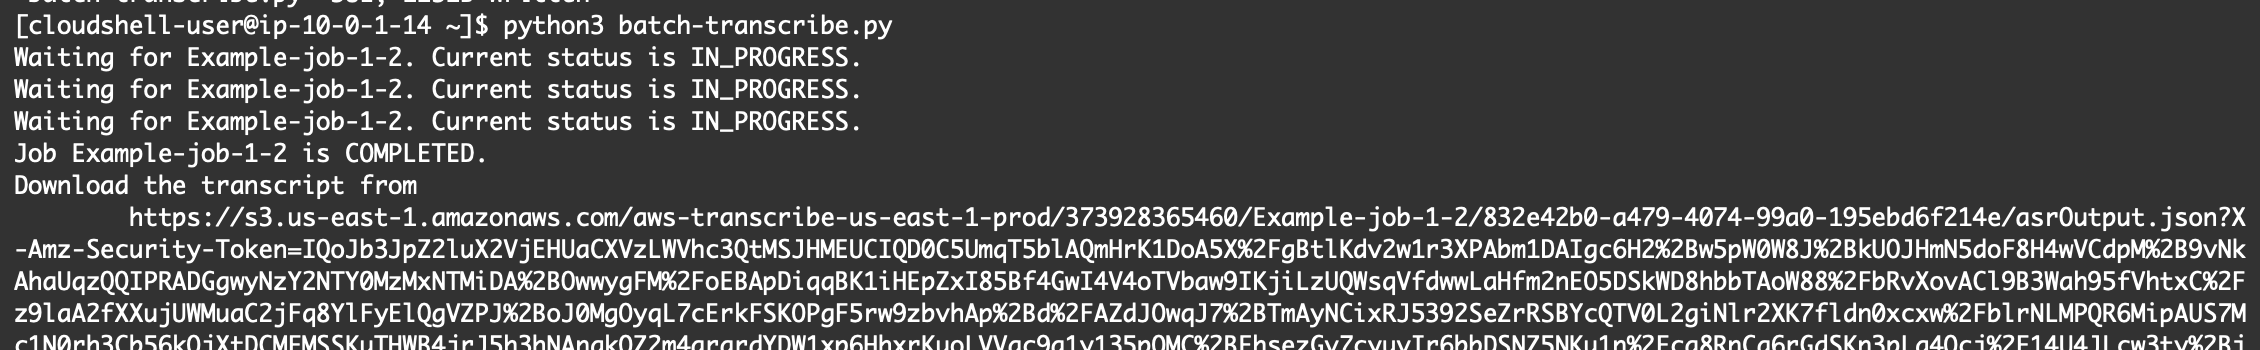 [cloudshell-user@ip-10-0-1-14 ~]$ python3 batch-transcribe.py
Waiting for Example-job-1-2. Current status is IN_PROGRESS.
Waiting for Example-job-1-2. Current status is IN_PROGRESS.
Waiting for Example-job-1-2. Current status is IN_PROGRESS.
Job Example-job-1-2 is COMPLETED.
Download the transcript from
https://s3.us-east-1.amazonaws.com/aws-transcribe-us-east-1-prod/373928365460/Example-job-1-2/832e42b0-a479-4074-99a0-195ebd6f214e/asrOutput.json?X
-Amz-Security-Token=IQoJb3JpZ2luX2VjEHUaCXVzLWVhc3QtMSJHMEUCIQD0C5UmqT5blAQmHrK1DoA5X%2FgBtlKdv2w1r3XPAbm1DAIgc6H2%2Bw5pW0W8J%2BkUOJHmN5doF8H4wVCdpM%2B9vNk
AhaUqzQQIPRADGgwyNzY2NTY0MzMxNTMiDA%2BOwwygFM%2FoEBApDiqqBK1iHEpZxI85Bf4GwI4V4oTVbaw9IKjiLzUQWsqVfdwwLaHfm2nEO5DSkWD8hbbTAoW88%2FbRvXovACl9B3Wah95fVhtxC%2F
z9laA2fXXujUWMuaC2jFq8YlFyElQgVZPJ%2BoJ0MgOyqL7cErkFSKOPgF5rw9zbvhAp%2Bd%2FAZdJOwqJ7%2BTmAyNCixRJ5392SeZrRSBYcQTV0L2giNlr2XK7fldn0xcxw%2FblrNLMPQR6MipAUS7M